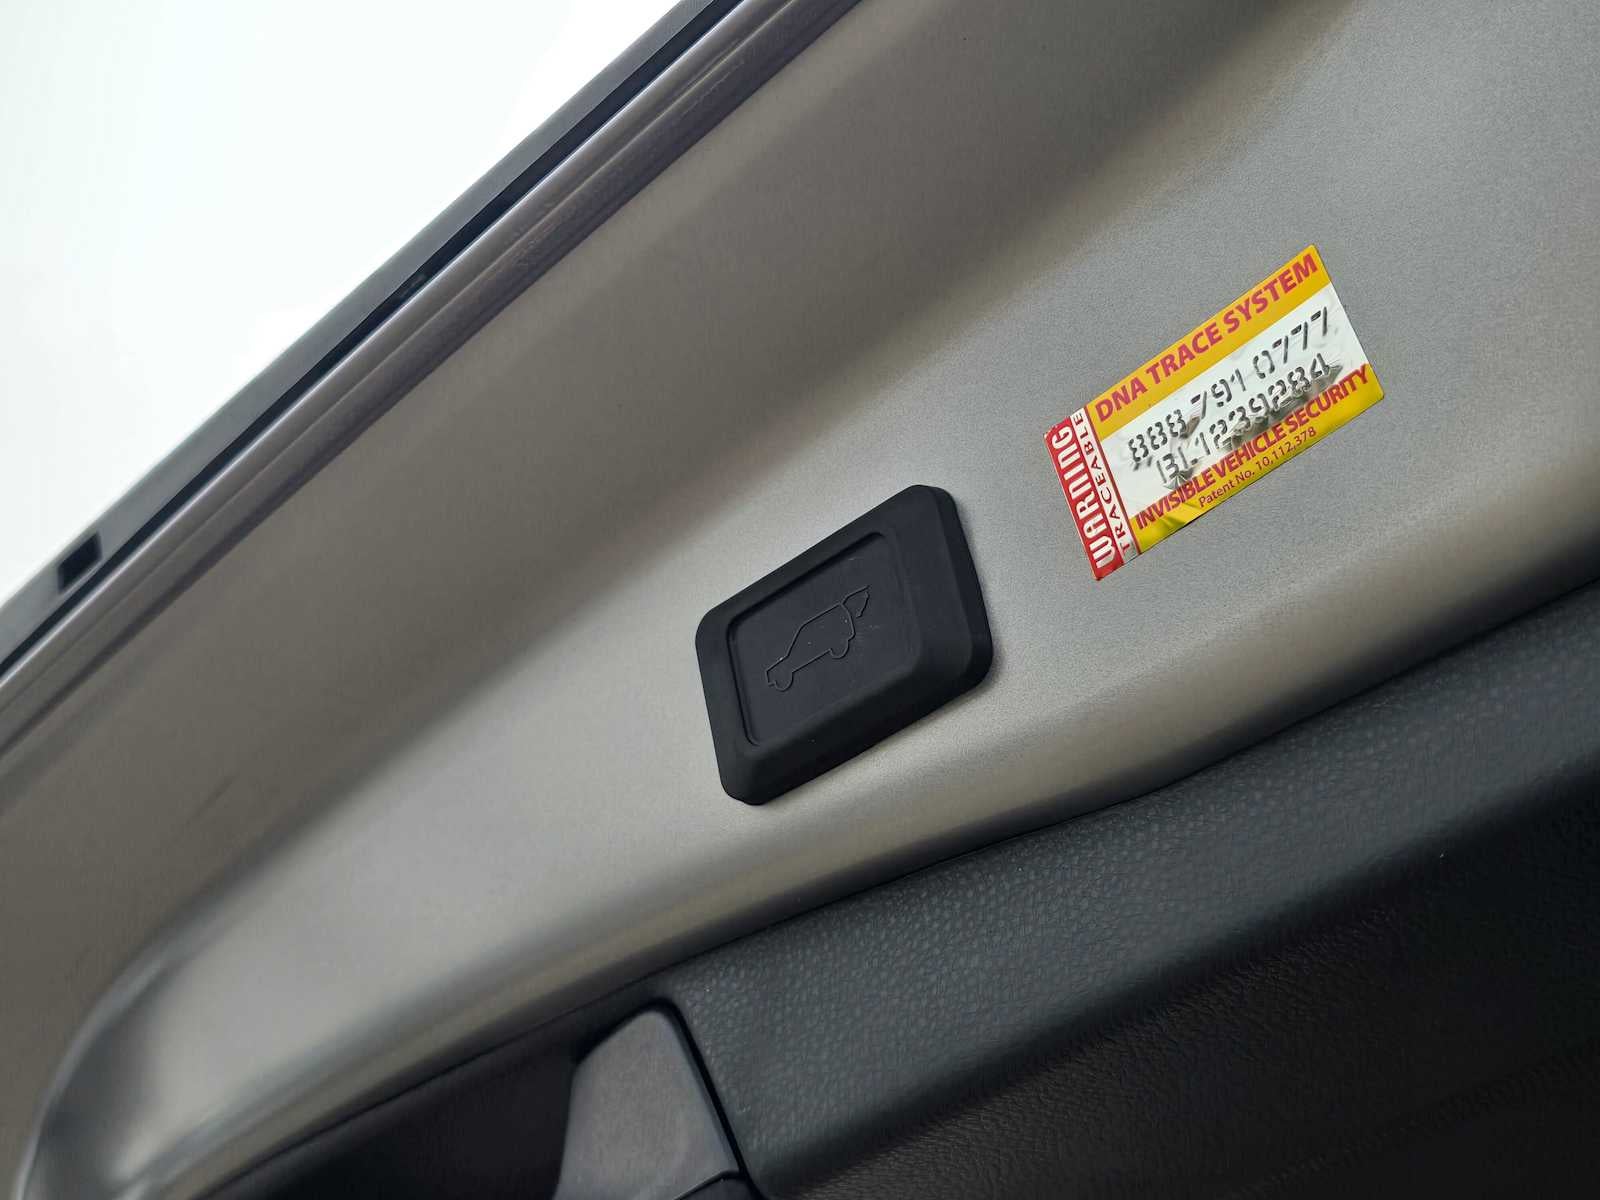 WARNING
TRACEABLE
DNA TRACE SYSTEM
888 791 0777
BL1239284
INVISIBLE VEHICLE SECURITY
Patent No. 10,112,378